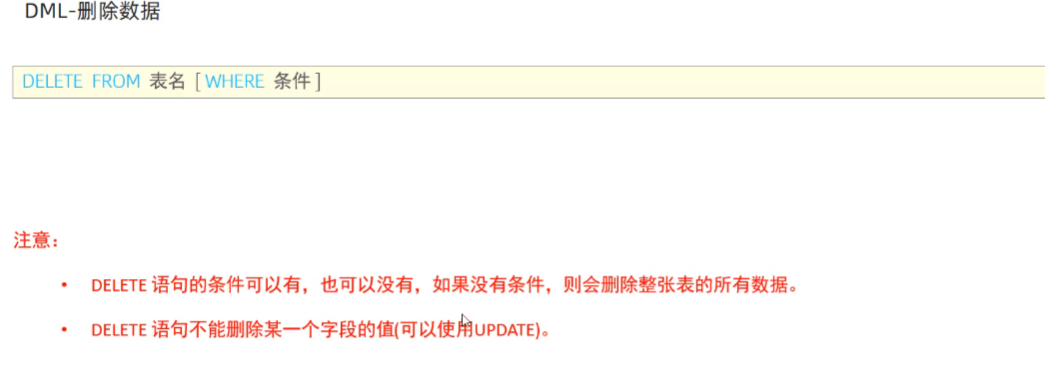 DML-删除数据
DELETE FROM 表名 [ WHERE 条件 ]
注意：
• DELETE 语句的条件可以有，也可以没有，如果没有条件，则会删除整张表的所有数据。
• DELETE 语句不能删除某一个字段的值(可以使用UPDATE)。